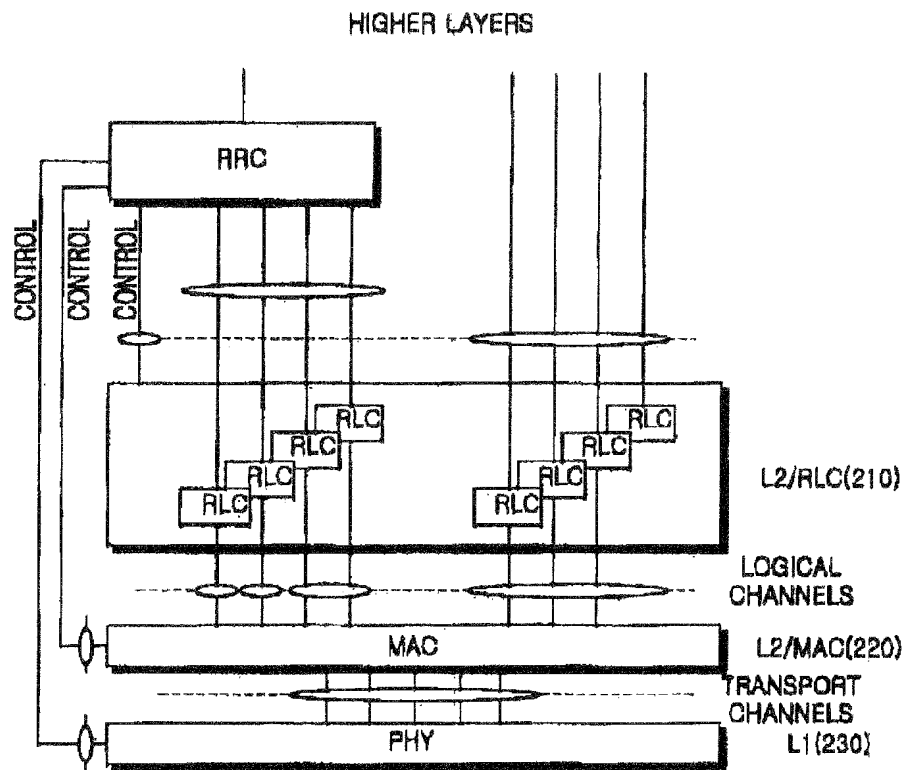 HIGHER LAYERS
RRC
CONTROL
CONTROL
CONTROL
RLC
RLC
RLC
RLC
RLC
RLC
RLC
RLC
L2/RLC(210)
LOGICAL
CHANNELS
MAC
L2/MAC(220)
TRANSPORT
CHANNELS
PHY
L1(230)